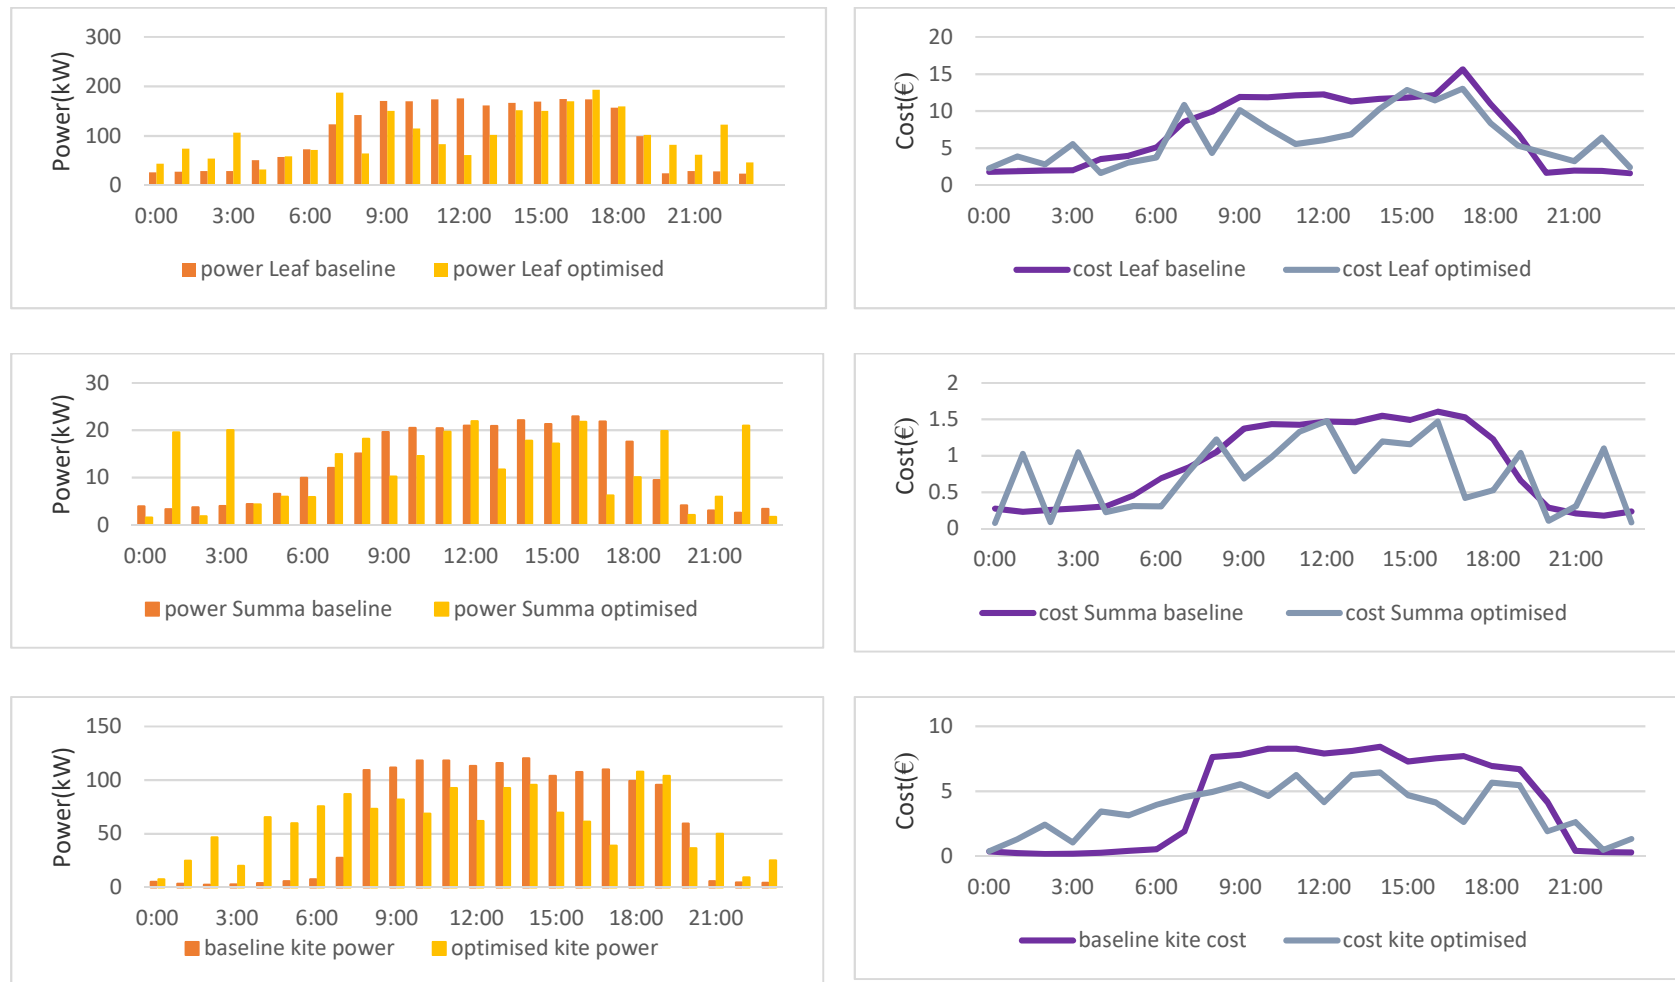 Power(kW)
300
200
100
0
0:00 3:00 6:00 9:00 12:00 15:00 18:00 21:00
power Leaf baseline power Leaf optimised
Cost(€)
20
15
10
5
0
0:00 3:00 6:00 9:00 12:00 15:00 18:00 21:00
cost Leaf baseline cost Leaf optimised
Power(kW)
30
20
10
0
0:00 3:00 6:00 9:00 12:00 15:00 18:00 21:00
power Summa baseline power Summa optimised
Cost(€)
2
1.5
1
0.5
0
0:00 3:00 6:00 9:00 12:00 15:00 18:00 21:00
cost Summa baseline cost Summa optimised
Power(kW)
150
100
50
0
0:00 3:00 6:00 9:00 12:00 15:00 18:00 21:00
baseline kite power optimised kite power
Cost(€)
10
5
0
0:00 3:00 6:00 9:00 12:00 15:00 18:00 21:00
baseline kite cost cost kite optimised